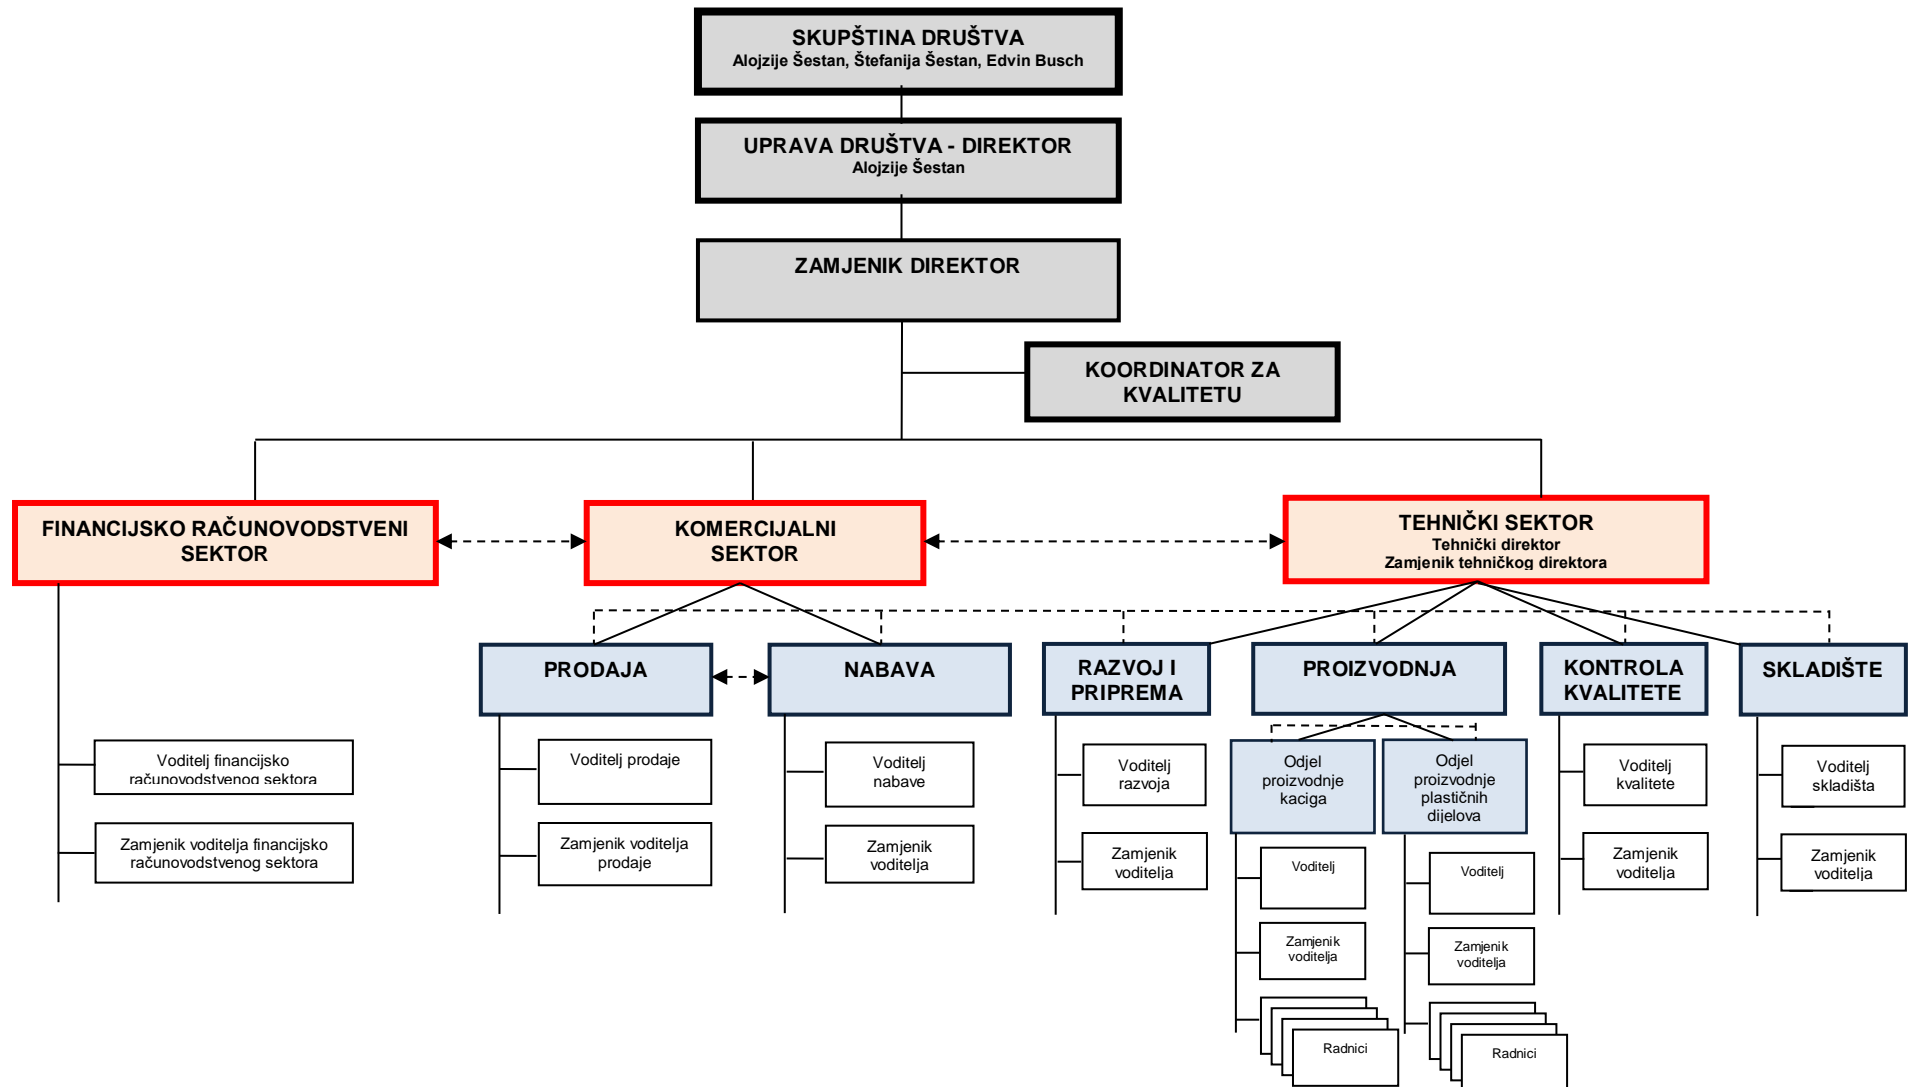 SKUPŠTINA DRUŠTVA
Alojzije Šestan, Štefanija Šestan, Edvin Busch
UPRAVA DRUŠTVA - DIREKTOR
Alojzije Šestan
ZAMJENIK DIREKTOR
KOORDINATOR ZA
KVALITETU
FINANCIJSKO RAČUNOVODSTVENI
SEKTOR
KOMERCIJALNI
SEKTOR
TEHNIČKI SEKTOR
Tehnički direktor
Zamjenik tehničkog direktora
PRODAJA
NABAVA
RAZVOJ I
PRIPREMA
PROIZVODNJA
KONTROLA
KVALITETE
SKLADIŠTE
Voditelj financijsko
računovodstvenog sektora
Zamjenik voditelja financijsko
računovodstvenog sektora
Voditelj prodaje
Zamjenik voditelja
prodaje
Voditelj
nabave
Zamjenik
voditelja
Voditelj
razvoja
Zamjenik
voditelja
Odjel
proizvodnje
kaciga
Voditelj
Zamjenik
voditelja
Radnici
Odjel
proizvodnje
plastičnih
dijelova
Voditelj
Zamjenik
voditelja
Radnici
Voditelj
kvalitete
Zamjenik
voditelja
Voditelj
skladišta
Zamjenik
voditelja